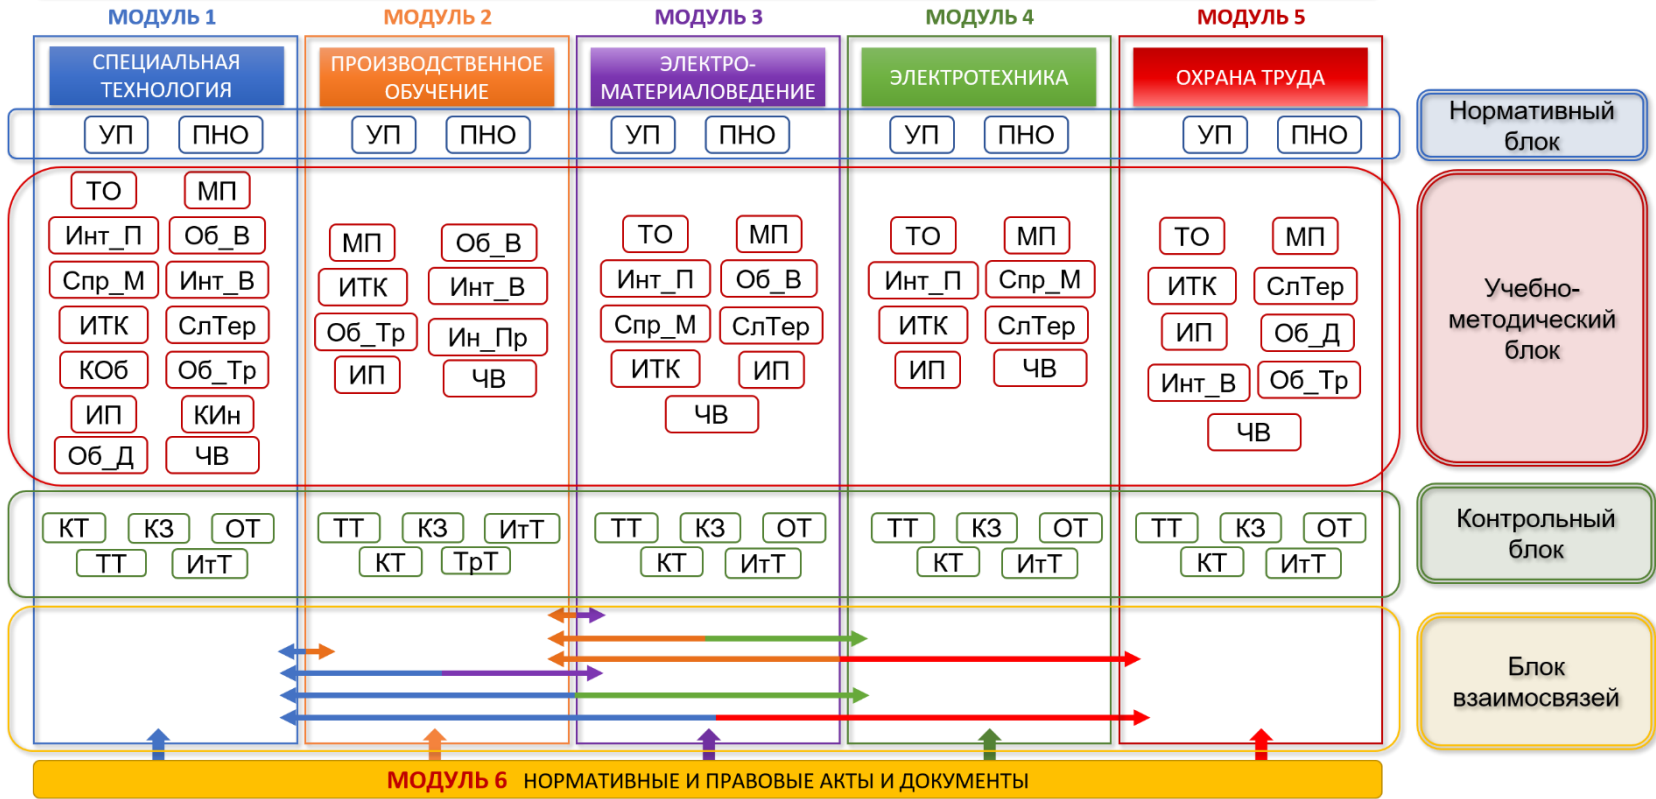 МОДУЛЬ 1
МОДУЛЬ 2
МОДУЛЬ 3
МОДУЛЬ 4
МОДУЛЬ 5
СПЕЦИАЛЬНАЯ
ТЕХНОЛОГИЯ
ПРОИЗВОДСТВЕННОЕ
ОБУЧЕНИЕ
ЭЛЕКТРО-
МАТЕРИАЛОВЕДЕНИЕ
ЭЛЕКТРОТЕХНИКА
ОХРАНА ТРУДА
УП ПНО
УП ПНО
УП ПНО
УП ПНО
УП ПНО
Нормативный
блок
ТО МП
Инт_П Об_В
Спр_М Инт_В
ИТК СлТер
КОб Об_Тр
ИП КИн
Об_Д ЧВ
МП Об_В
ИТК Инт_В
Об_Тр Ин_Пр
ИП ЧВ
ТО МП
Инт_П Об_В
Спр_М СлТер
ИТК ИП
ЧВ
ТО МП
Инт_П Спр_М
ИТК СлТер
ИП ЧВ
ТО МП
ИТК СлТер
ИП Об_Д
Инт_В Об_Тр
ЧВ
Учебно-
методический
блок
КТ КЗ ОТ
ТТ ИтТ
ТТ КЗ ИтТ
КТ ТрТ
ТТ КЗ ОТ
КТ ИтТ
ТТ КЗ ОТ
КТ ИтТ
ТТ КЗ ОТ
КТ ИтТ
Контрольный
блок
Блок
взаимосвязей
МОДУЛЬ 6 НОРМАТИВНЫЕ И ПРАВОВЫЕ АКТЫ И ДОКУМЕНТЫ